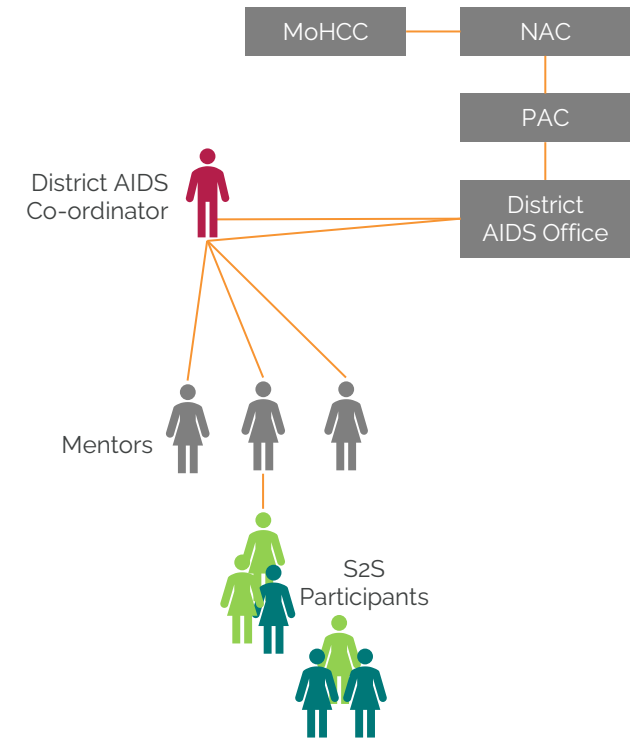 MoHCC
NAC
PAC
District AIDS
Co-ordinator
District
AIDS Office
Mentors
S2S
Participants